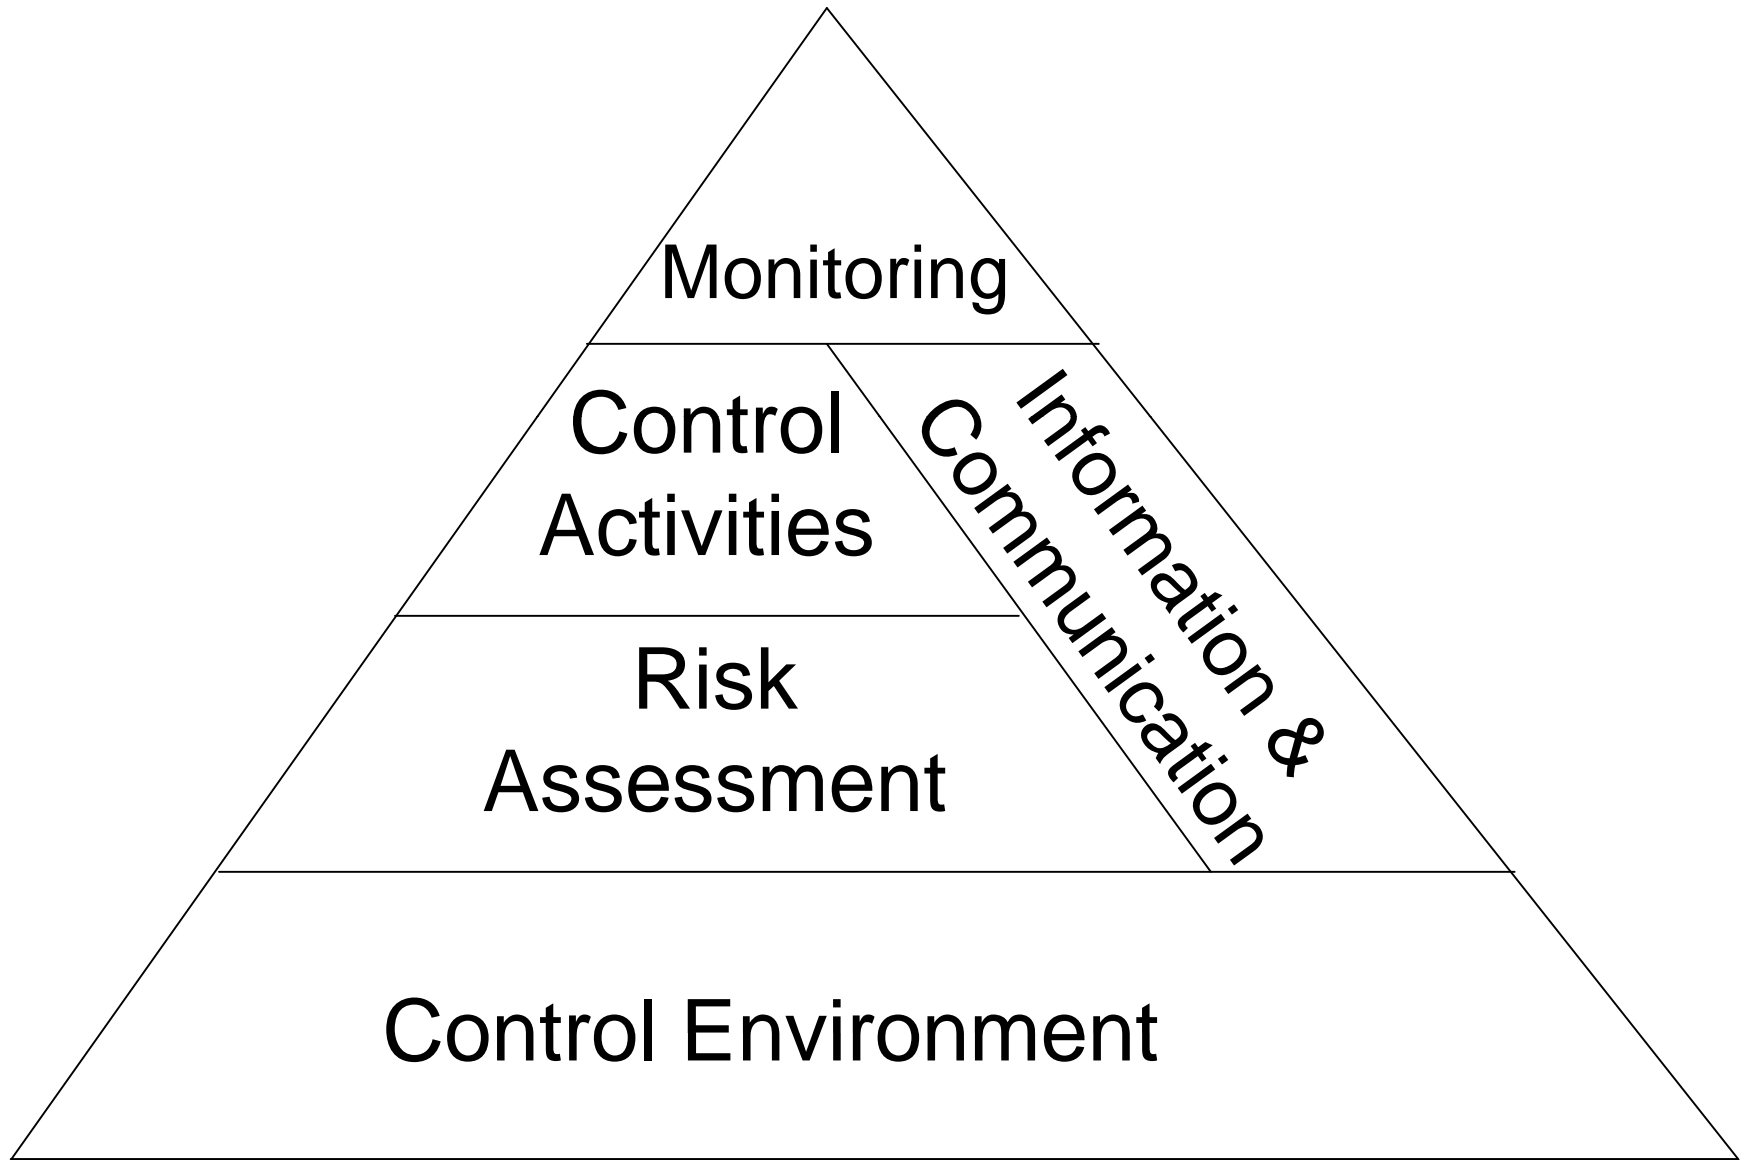 Monitoring
Control
Activities
Information &
Communication
Risk
Assessment
Control Environment